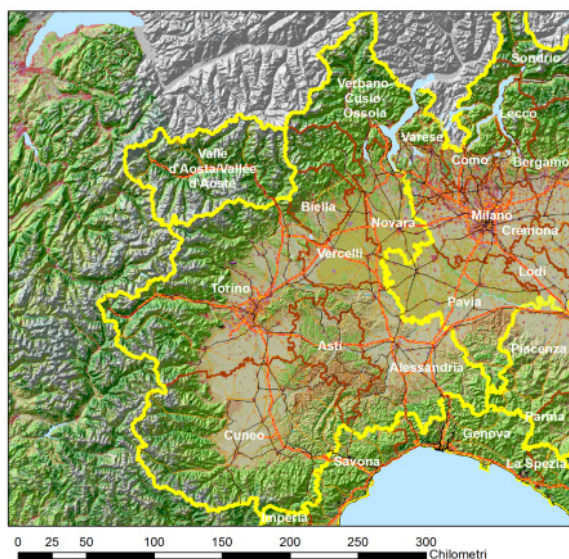 Sondrio
Verbano-
Cusio-
Ossola
Lecco
Varese
Como
Bergamo
Valle
d'Aosta/Vallée
d'Aoste
Biella
Novara
Milano
Cremona
Vercelli
Lodi
Torino
Pavia
Asti
Piacenza
Alessandria
Parma
Cuneo
Genova
Savona
La Spezia
Imperia
0 25 50 100 150 200 250 300
Chilometri